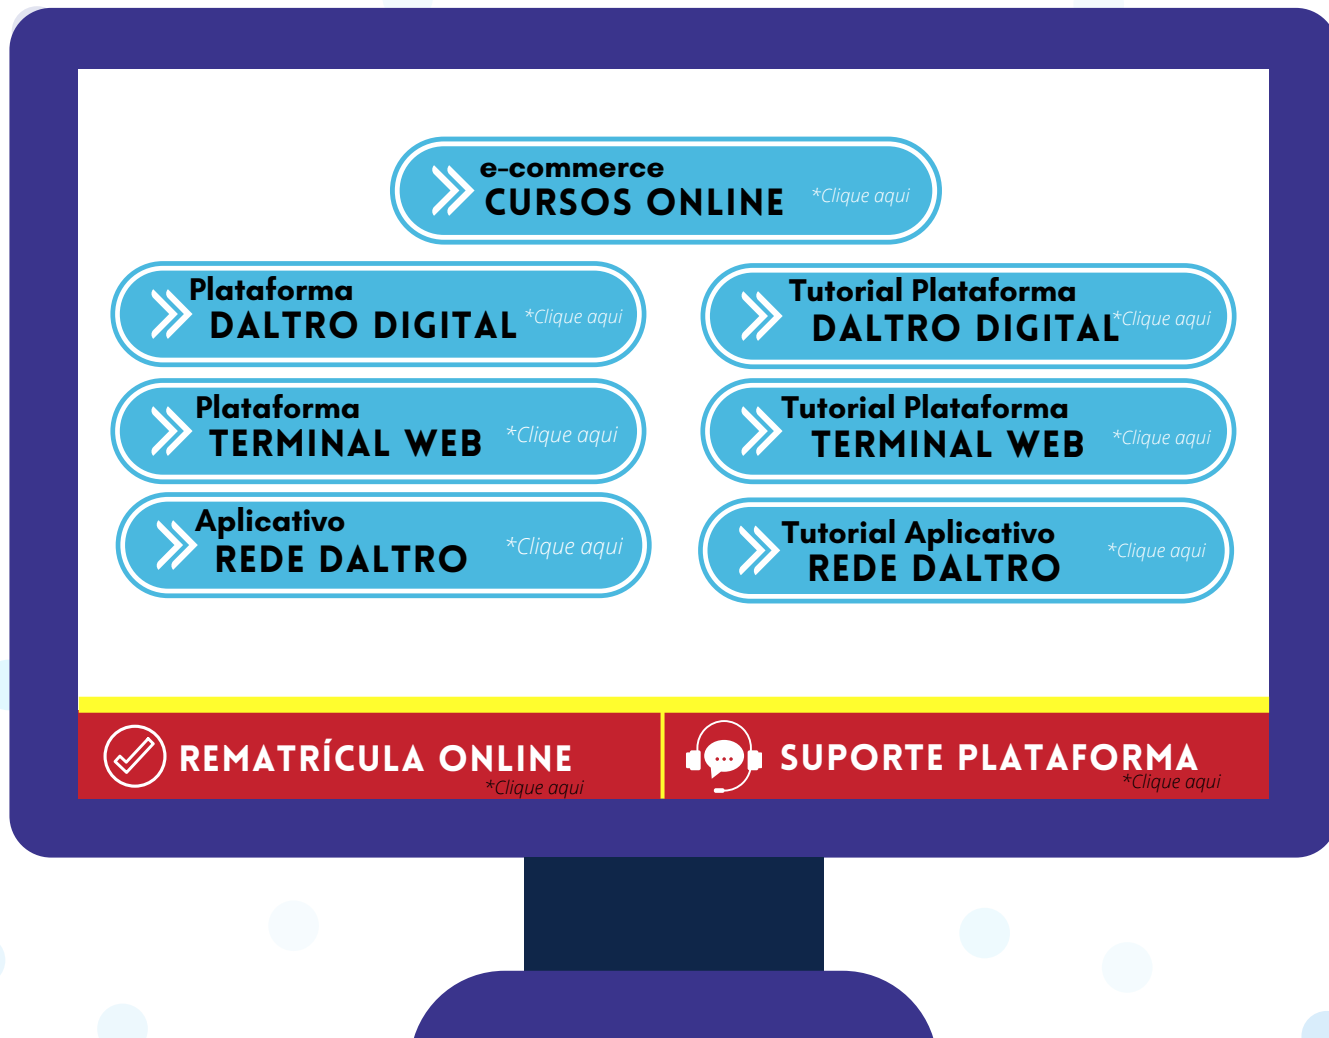 e-commerce
CURSOS ONLINE *Clique aqui
Plataforma
DALTRO DIGITAL *Clique aqui
Tutorial Plataforma
DALTRO DIGITAL *Clique aqui
Plataforma
TERMINAL WEB *Clique aqui
Tutorial Plataforma
TERMINAL WEB *Clique aqui
Aplicativo
REDE DALTRO *Clique aqui
Tutorial Aplicativo
REDE DALTRO *Clique aqui
REMATRÍCULA ONLINE
*Clique aqui
SUPORTE PLATAFORMA
*Clique aqui